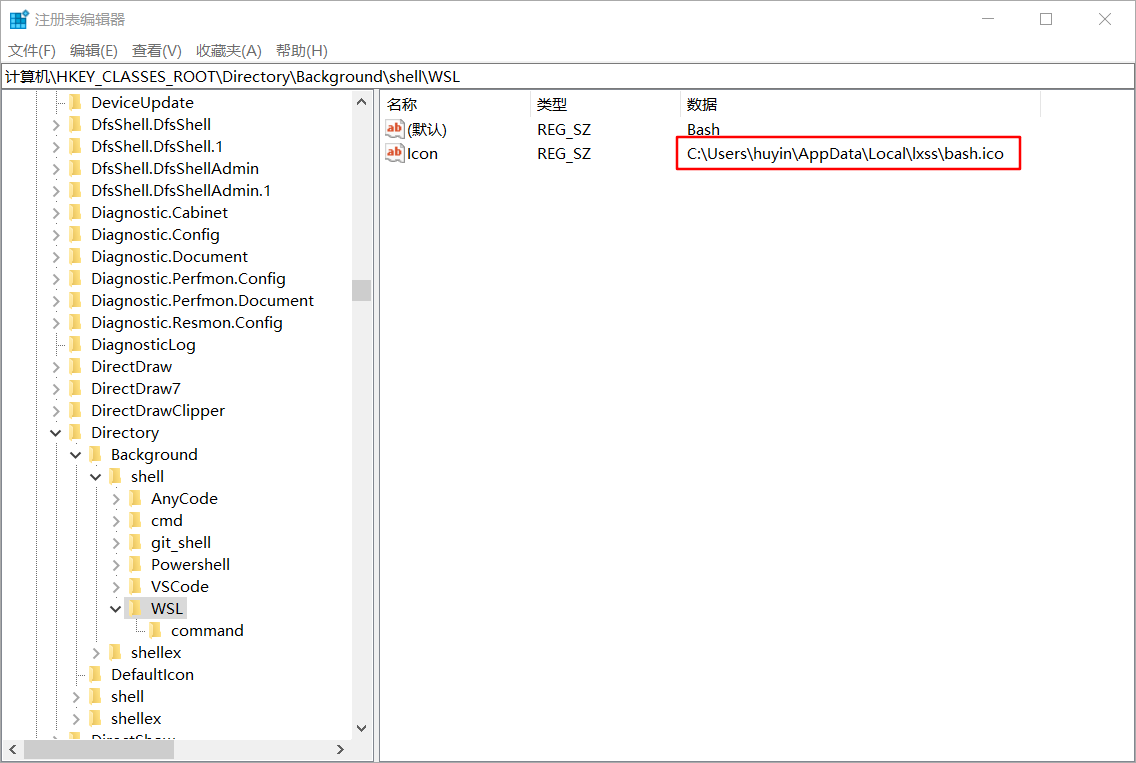 注册表编辑器
文件(F) 编辑(E) 查看(V) 收藏夹(A) 帮助(H)
计算机\HKEY_CLASSES_ROOT\Directory\Background\shell\WSL
DeviceUpdate
DfsShell.DfsShell
DfsShell.DfsShell.1
DfsShell.DfsShellAdmin
DfsShell.DfsShellAdmin.1
Diagnostic.Cabinet
Diagnostic.Config
Diagnostic.Document
Diagnostic.Perfmon.Config
Diagnostic.Perfmon.Document
Diagnostic.Resmon.Config
DiagnosticLog
DirectDraw
DirectDraw7
DirectDrawClipper
Directory
Background
shell
AnyCode
cmd
git_shell
Powershell
VSCode
WSL
command
shellex
DefaultIcon
shell
shellex
DirectShow
名称 类型 数据
ab (默认) REG_SZ Bash
ab Icon REG_SZ C:\Users\huyin\AppData\Local\lxss\bash.ico